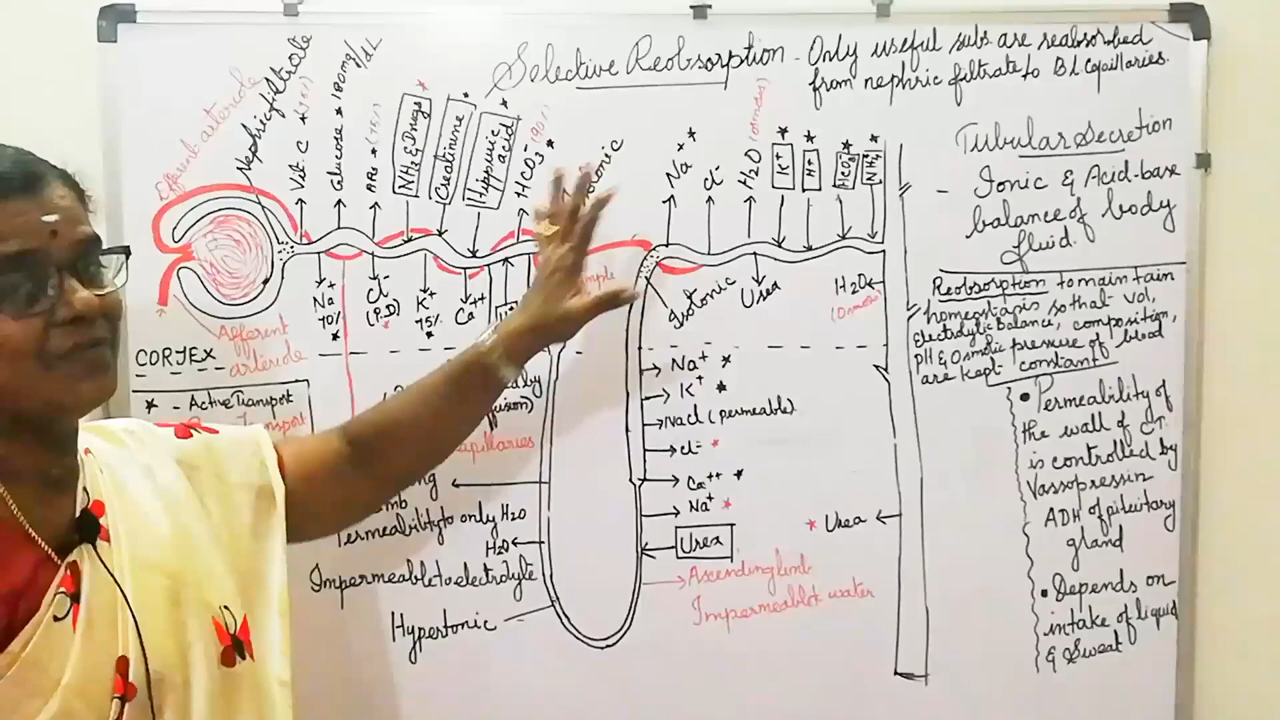 Selective Reabsorption - Only useful subs. are reabsorbed
from nephric filtrate to Bl. Capillaries.
Efferent arteriole
Nephric filtrate
Vit. C
Glucose * 180mg/dL
NH3 & Drugs *
Creatinine *
Hippuric acid *
HCO3- (90%) *
Na+ *
Cl-
H2O (Osmosis)
K+ *
H+ *
HCO3- *
NH4+ *
Tubular Secretion
- Ionic & Acid-base
balance of body
fluid.
Na+
70%
*
Cl-
(P.D)
*
K+
75%
*
Ca++
Isotonic
Urea
H2O
(Osmosis)
Afferent
arteriole
CORTEX
* - Active Transport
Transport
Capillaries
Permeability to only H2O
H2O
Impermeable to electrolyte
Hypertonic
Na+ *
K+ *
NaCl (permeable)
Cl- *
Ca++ *
Na+ *
Urea
Ascending limb
Impermeable to water
* Urea
Reabsorption to maintain
homeostasis so that Vol,
Electrolytic Balance, composition,
pH & Osmotic pressure of blood
are kept constant
• Permeability of
the wall of C.T.
is controlled by
Vassopressin
ADH of pituitary
gland
• Depends on
intake of liquid
& Sweat